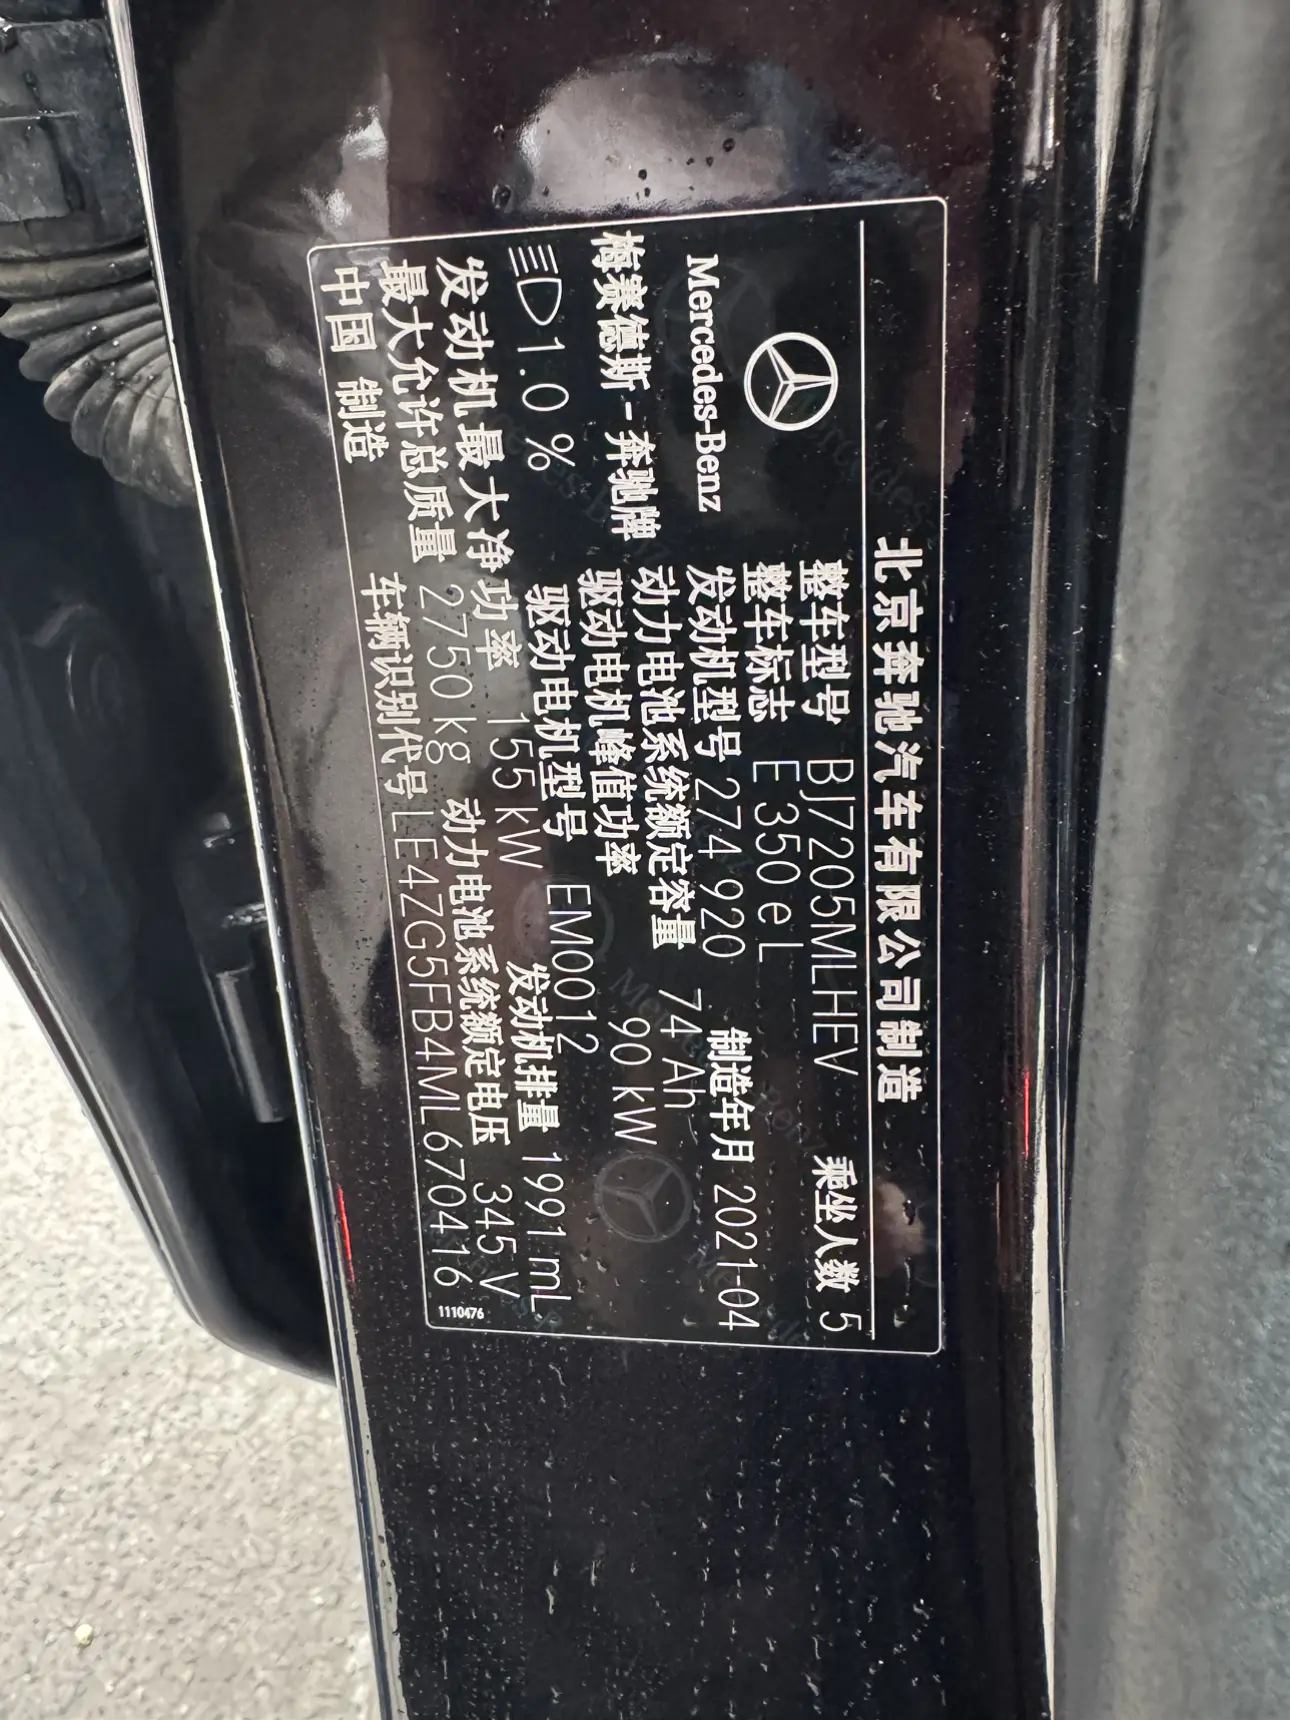 北京奔驰汽车有限公司制造
整车型号 BJ7205MLHEV 乘坐人数 5
整车标志 E 350 e L
Mercedes-Benz 发动机型号 274 920 制造年月 2021-04
动力电池系统额定容量 74 Ah
梅赛德斯-奔驰牌 驱动电机峰值功率 90 kW
1.0 % 驱动电机型号 EM0012
发动机最大净功率 155 kW 发动机排量 1991 mL
最大允许总质量 2750 kg 动力电池系统额定电压 345 V
中国 制造 车辆识别代号 LE4ZG5FB4ML670416
1110476